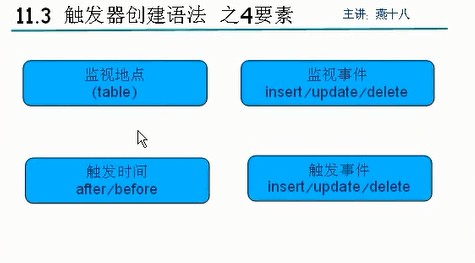 11.3 触发器创建语法 之4要素
主讲: 燕十八
监视地点
(table)
监视事件
insert/update/delete
触发时间
after/before
触发事件
insert/update/delete